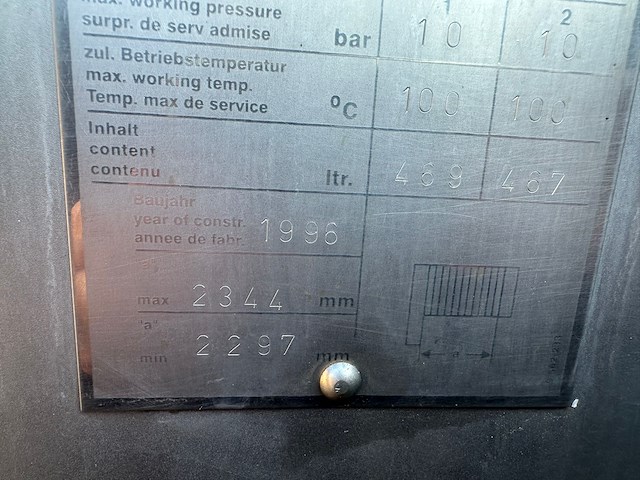 max. working pressure 1 2
surpr. de serv admise bar 10 10
zul. Betriebstemperatur
max. working temp.
Temp. max de service °C 100 100
Inhalt
content
contenu ltr. 469 467
Baujahr
year of constr.
annee de fabr. 1996
max 2344 mm
"a"
min 2297 mm